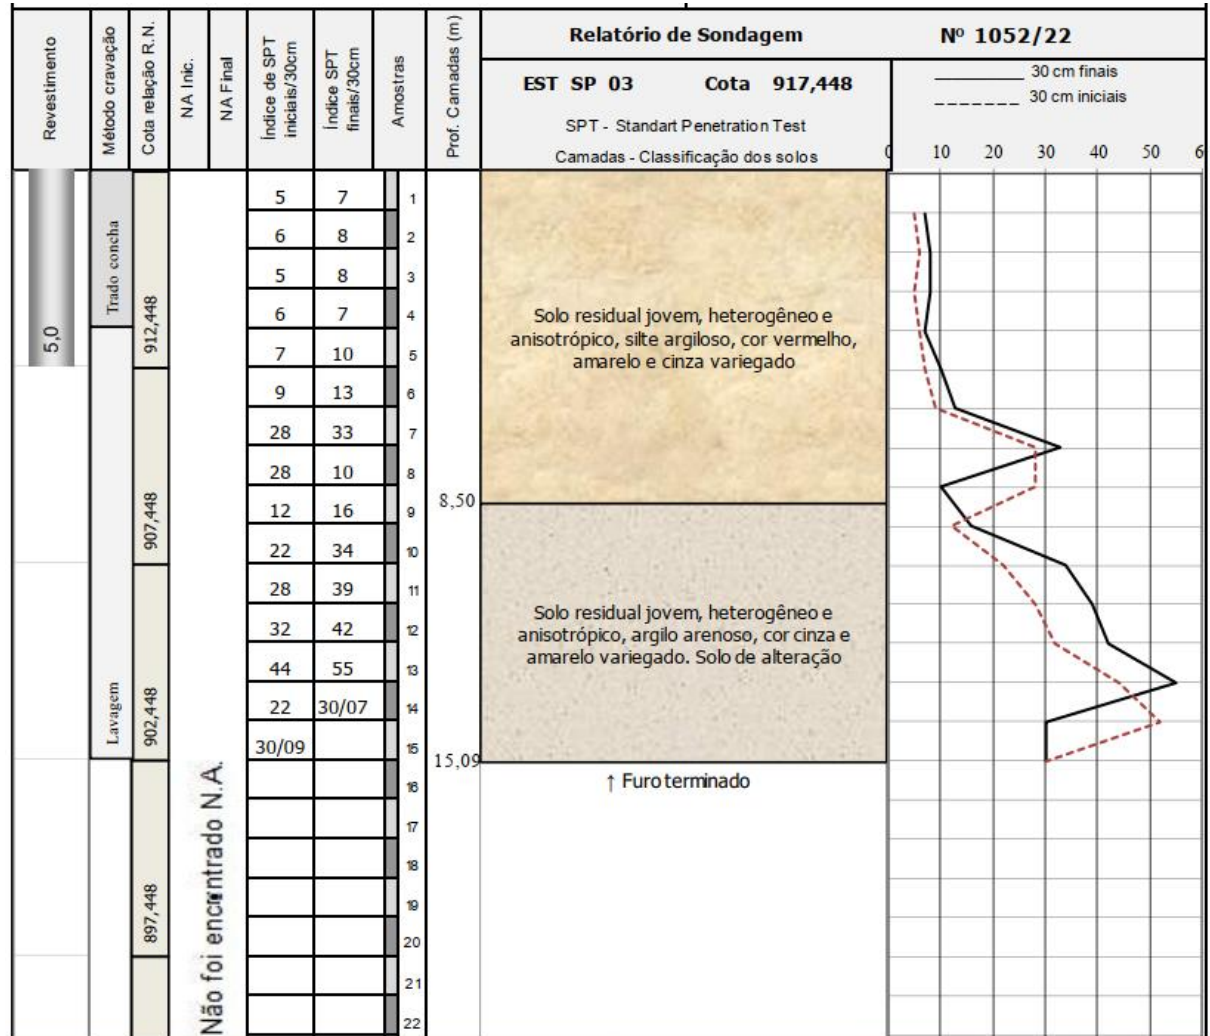 Revestimento
Método cravação
Cota relação R.N.
NA Inic.
NA Final
Índice de SPT
iniciais/30cm
Índice SPT
finais/30cm
Amostras
Prof. Camadas (m)
Relatório de Sondagem
Nº 1052/22
EST SP 03 Cota 917,448
SPT - Standart Penetration Test
Camadas - Classificação dos solos
30 cm finais
30 cm iniciais
0 10 20 30 40 50 6
5 7 1
6 8 2
5 8 3
6 7 4
7 10 5
9 13 6
28 33 7
28 10 8
12 16 9
22 34 10
28 39 11
32 42 12
44 55 13
22 30/07 14
30/09 15
16
17
18
19
20
21
22
5,0
Trado concha
Lavagem
912,448
907,448
902,448
897,448
Não foi encontrado N.A.
8,50
15,09
Solo residual jovem, heterogêneo e
anisotrópico, silte argiloso, cor vermelho,
amarelo e cinza variegado
Solo residual jovem, heterogêneo e
anisotrópico, argilo arenoso, cor cinza e
amarelo variegado. Solo de alteração
↑ Furo terminado